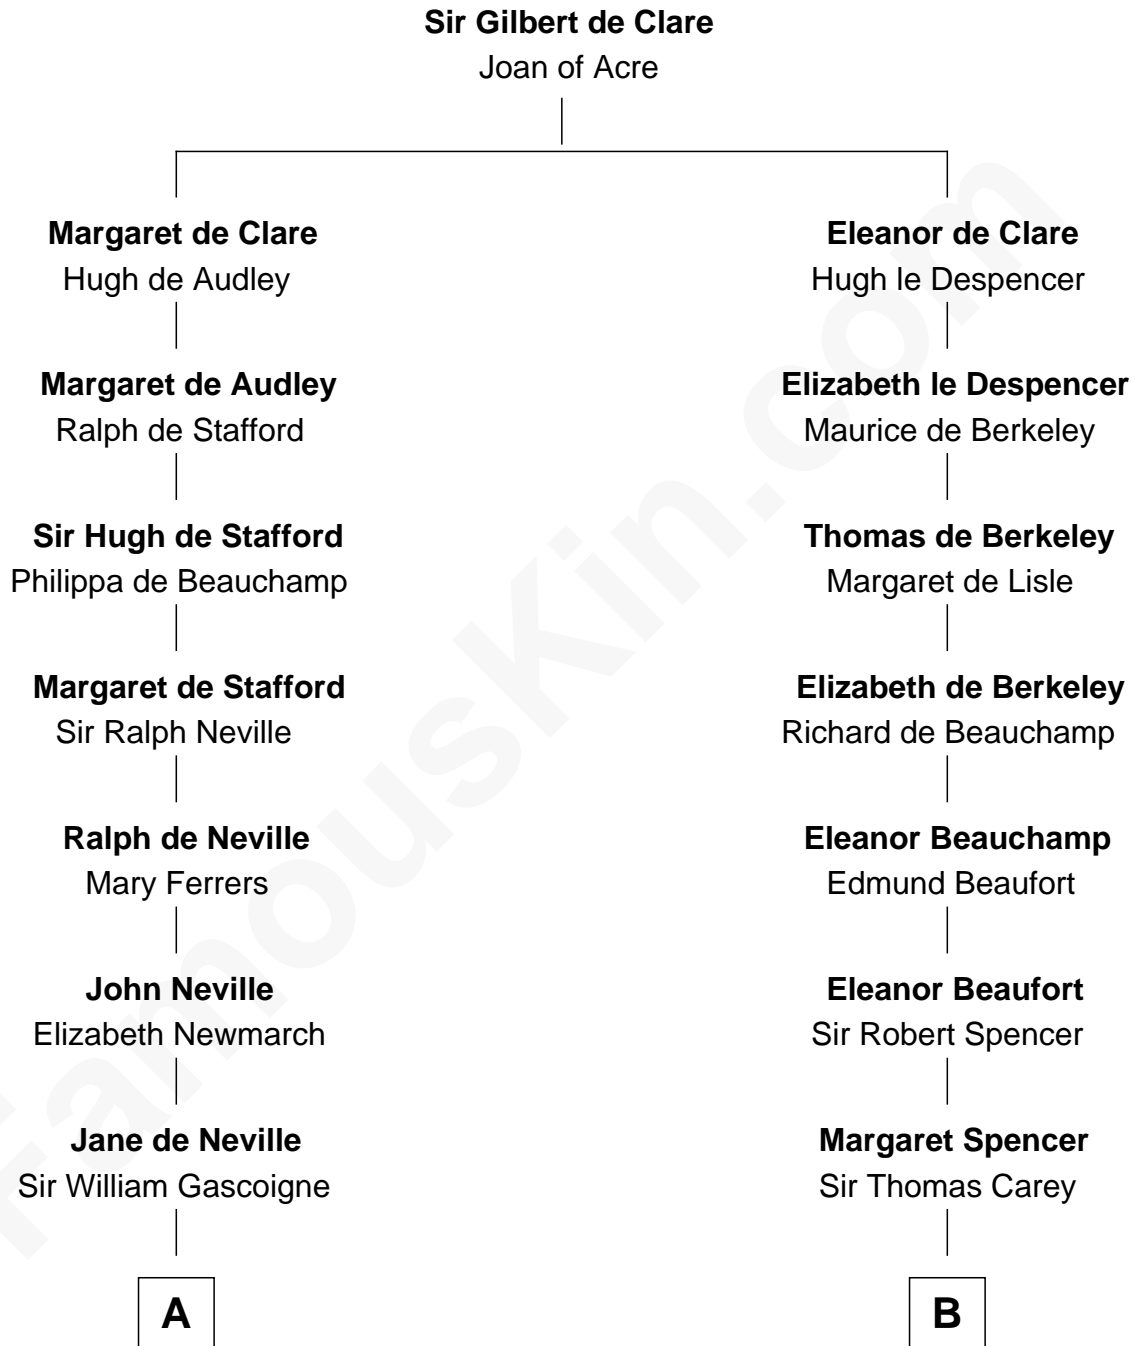 Sir Gilbert de Clare
Joan of Acre
Margaret de Clare
Hugh de Audley
Margaret de Audley
Ralph de Stafford
Sir Hugh de Stafford
Philippa de Beauchamp
Margaret de Stafford
Sir Ralph Neville
Ralph de Neville
Mary Ferrers
John Neville
Elizabeth Newmarch
Jane de Neville
Sir William Gascoigne
A
Eleanor de Clare
Hugh le Despencer
Elizabeth le Despencer
Maurice de Berkeley
Thomas de Berkeley
Margaret de Lisle
Elizabeth de Berkeley
Richard de Beauchamp
Eleanor Beauchamp
Edmund Beaufort
Eleanor Beaufort
Sir Robert Spencer
Margaret Spencer
Sir Thomas Carey
B
FamousKin.com